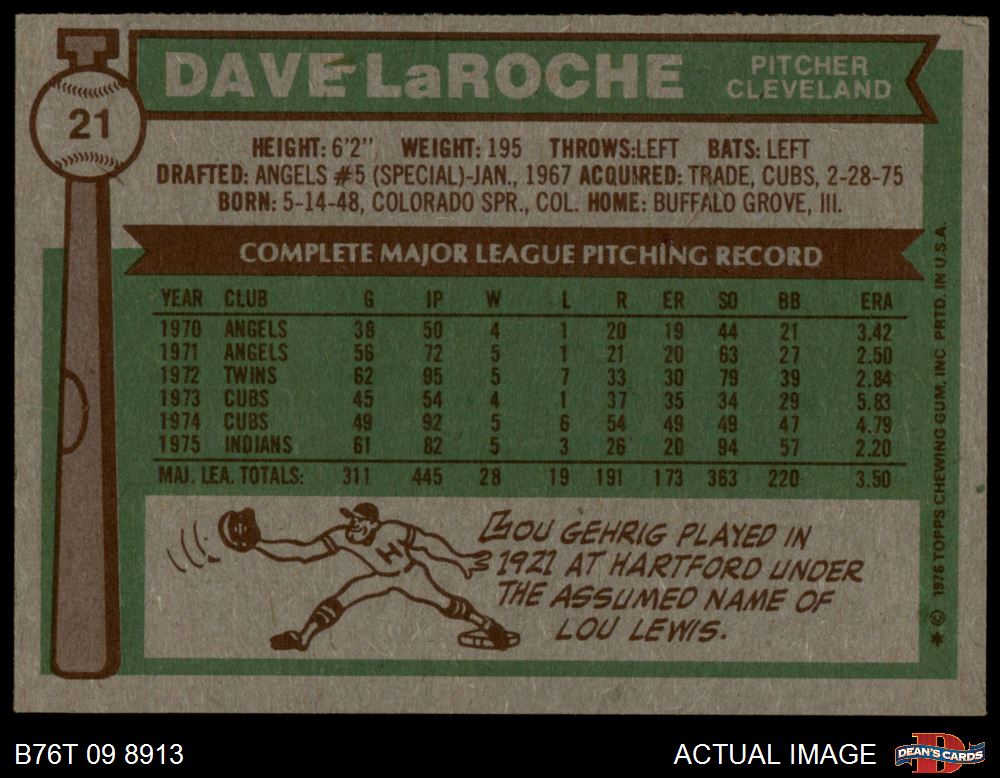 21
DAVE LaROCHE
PITCHER
CLEVELAND
HEIGHT: 6'2" WEIGHT: 195 THROWS:LEFT BATS: LEFT
DRAFTED: ANGELS #5 (SPECIAL)-JAN., 1967 ACQUIRED: TRADE, CUBS, 2-28-75
BORN: 5-14-48, COLORADO SPR., COL. HOME: BUFFALO GROVE, Ill.
COMPLETE MAJOR LEAGUE PITCHING RECORD
YEAR CLUB G IP W L R ER SO BB ERA
1970 ANGELS 38 50 4 1 20 19 44 21 3.42
1971 ANGELS 56 72 5 1 21 20 63 27 2.50
1972 TWINS 62 95 5 7 33 30 79 39 2.84
1973 CUBS 45 54 4 1 37 35 34 29 5.83
1974 CUBS 49 92 5 6 54 49 49 47 4.79
1975 INDIANS 61 82 5 3 26 20 94 57 2.20
MAJ. LEA. TOTALS: 311 445 28 19 191 173 363 220 3.50
H
LOU GEHRIG PLAYED IN
1921 AT HARTFORD UNDER
THE ASSUMED NAME OF
LOU LEWIS.
* © 1976 TOPPS CHEWING GUM, INC PRTD. IN U.S.A.
B76T 09 8913
ACTUAL IMAGE
DEAN'S CARDS